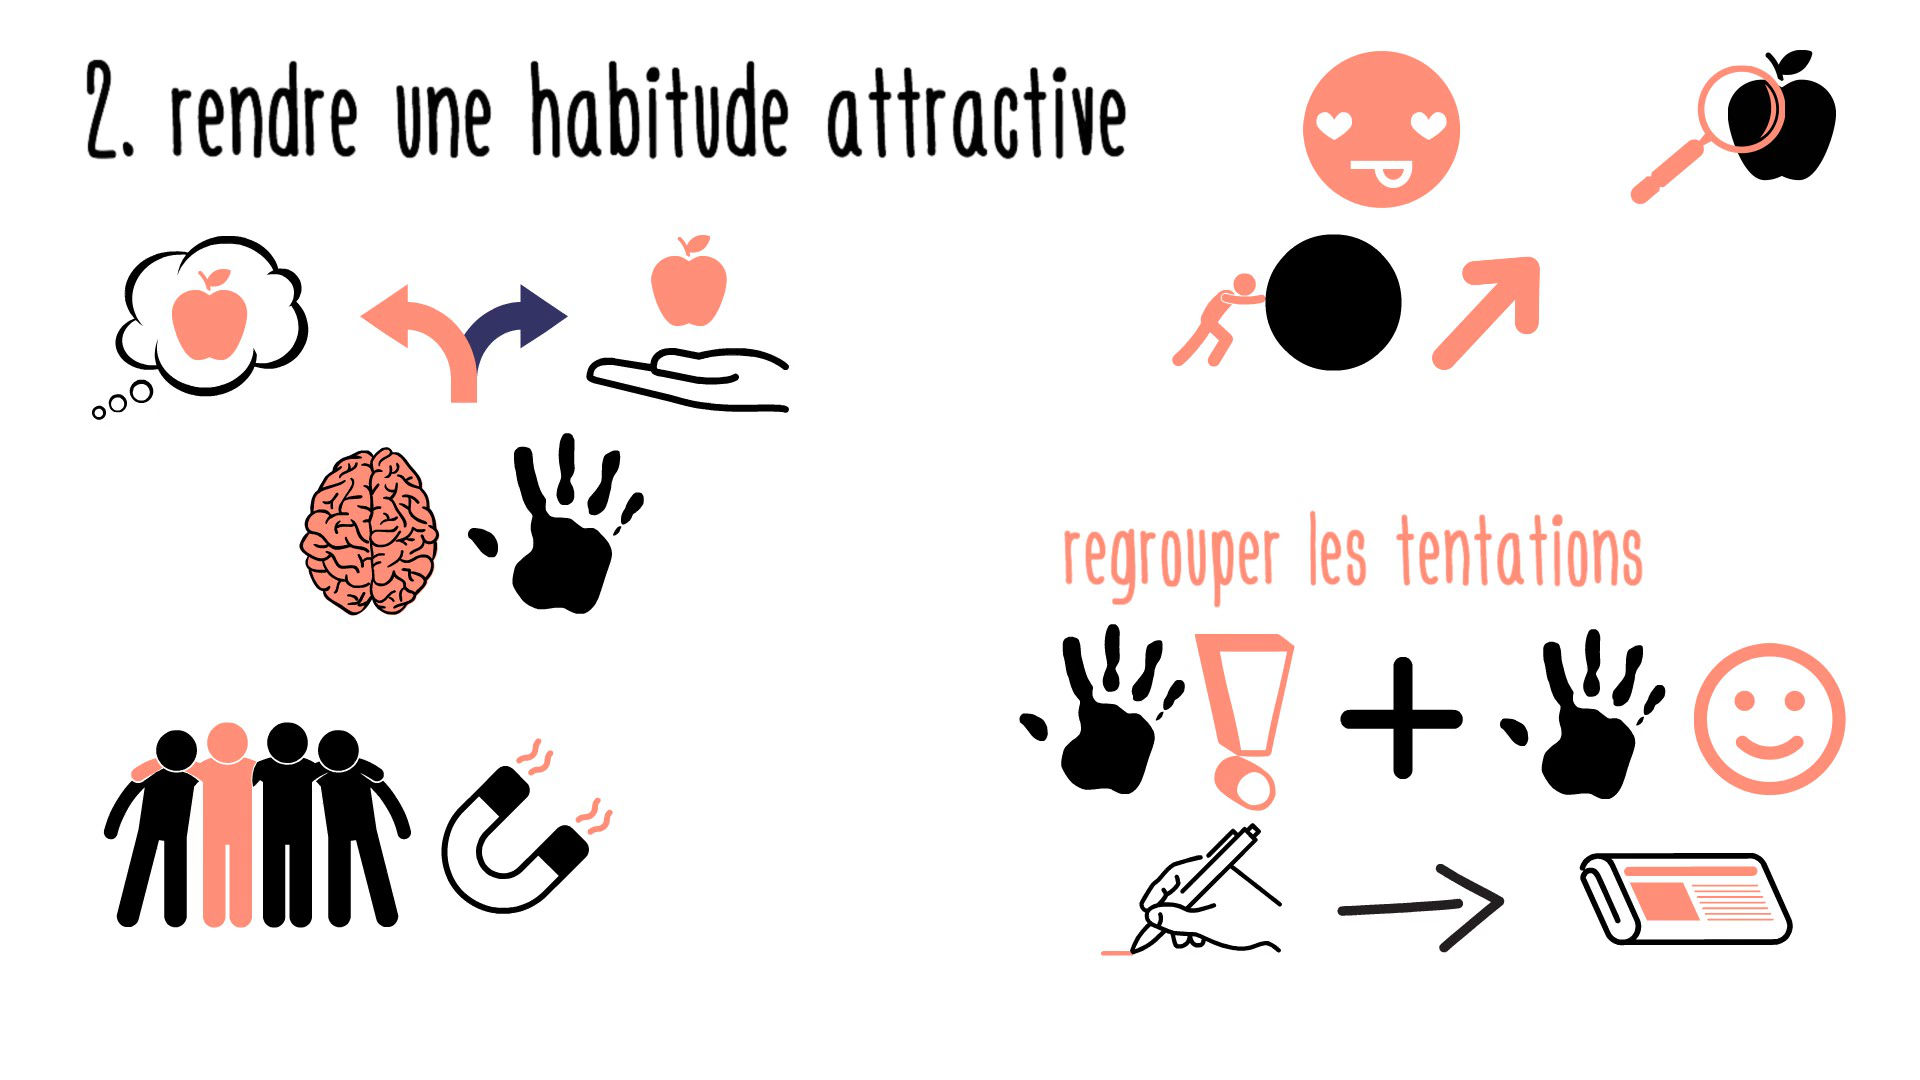 2. rendre une habitude attractive
regrouper les tentations